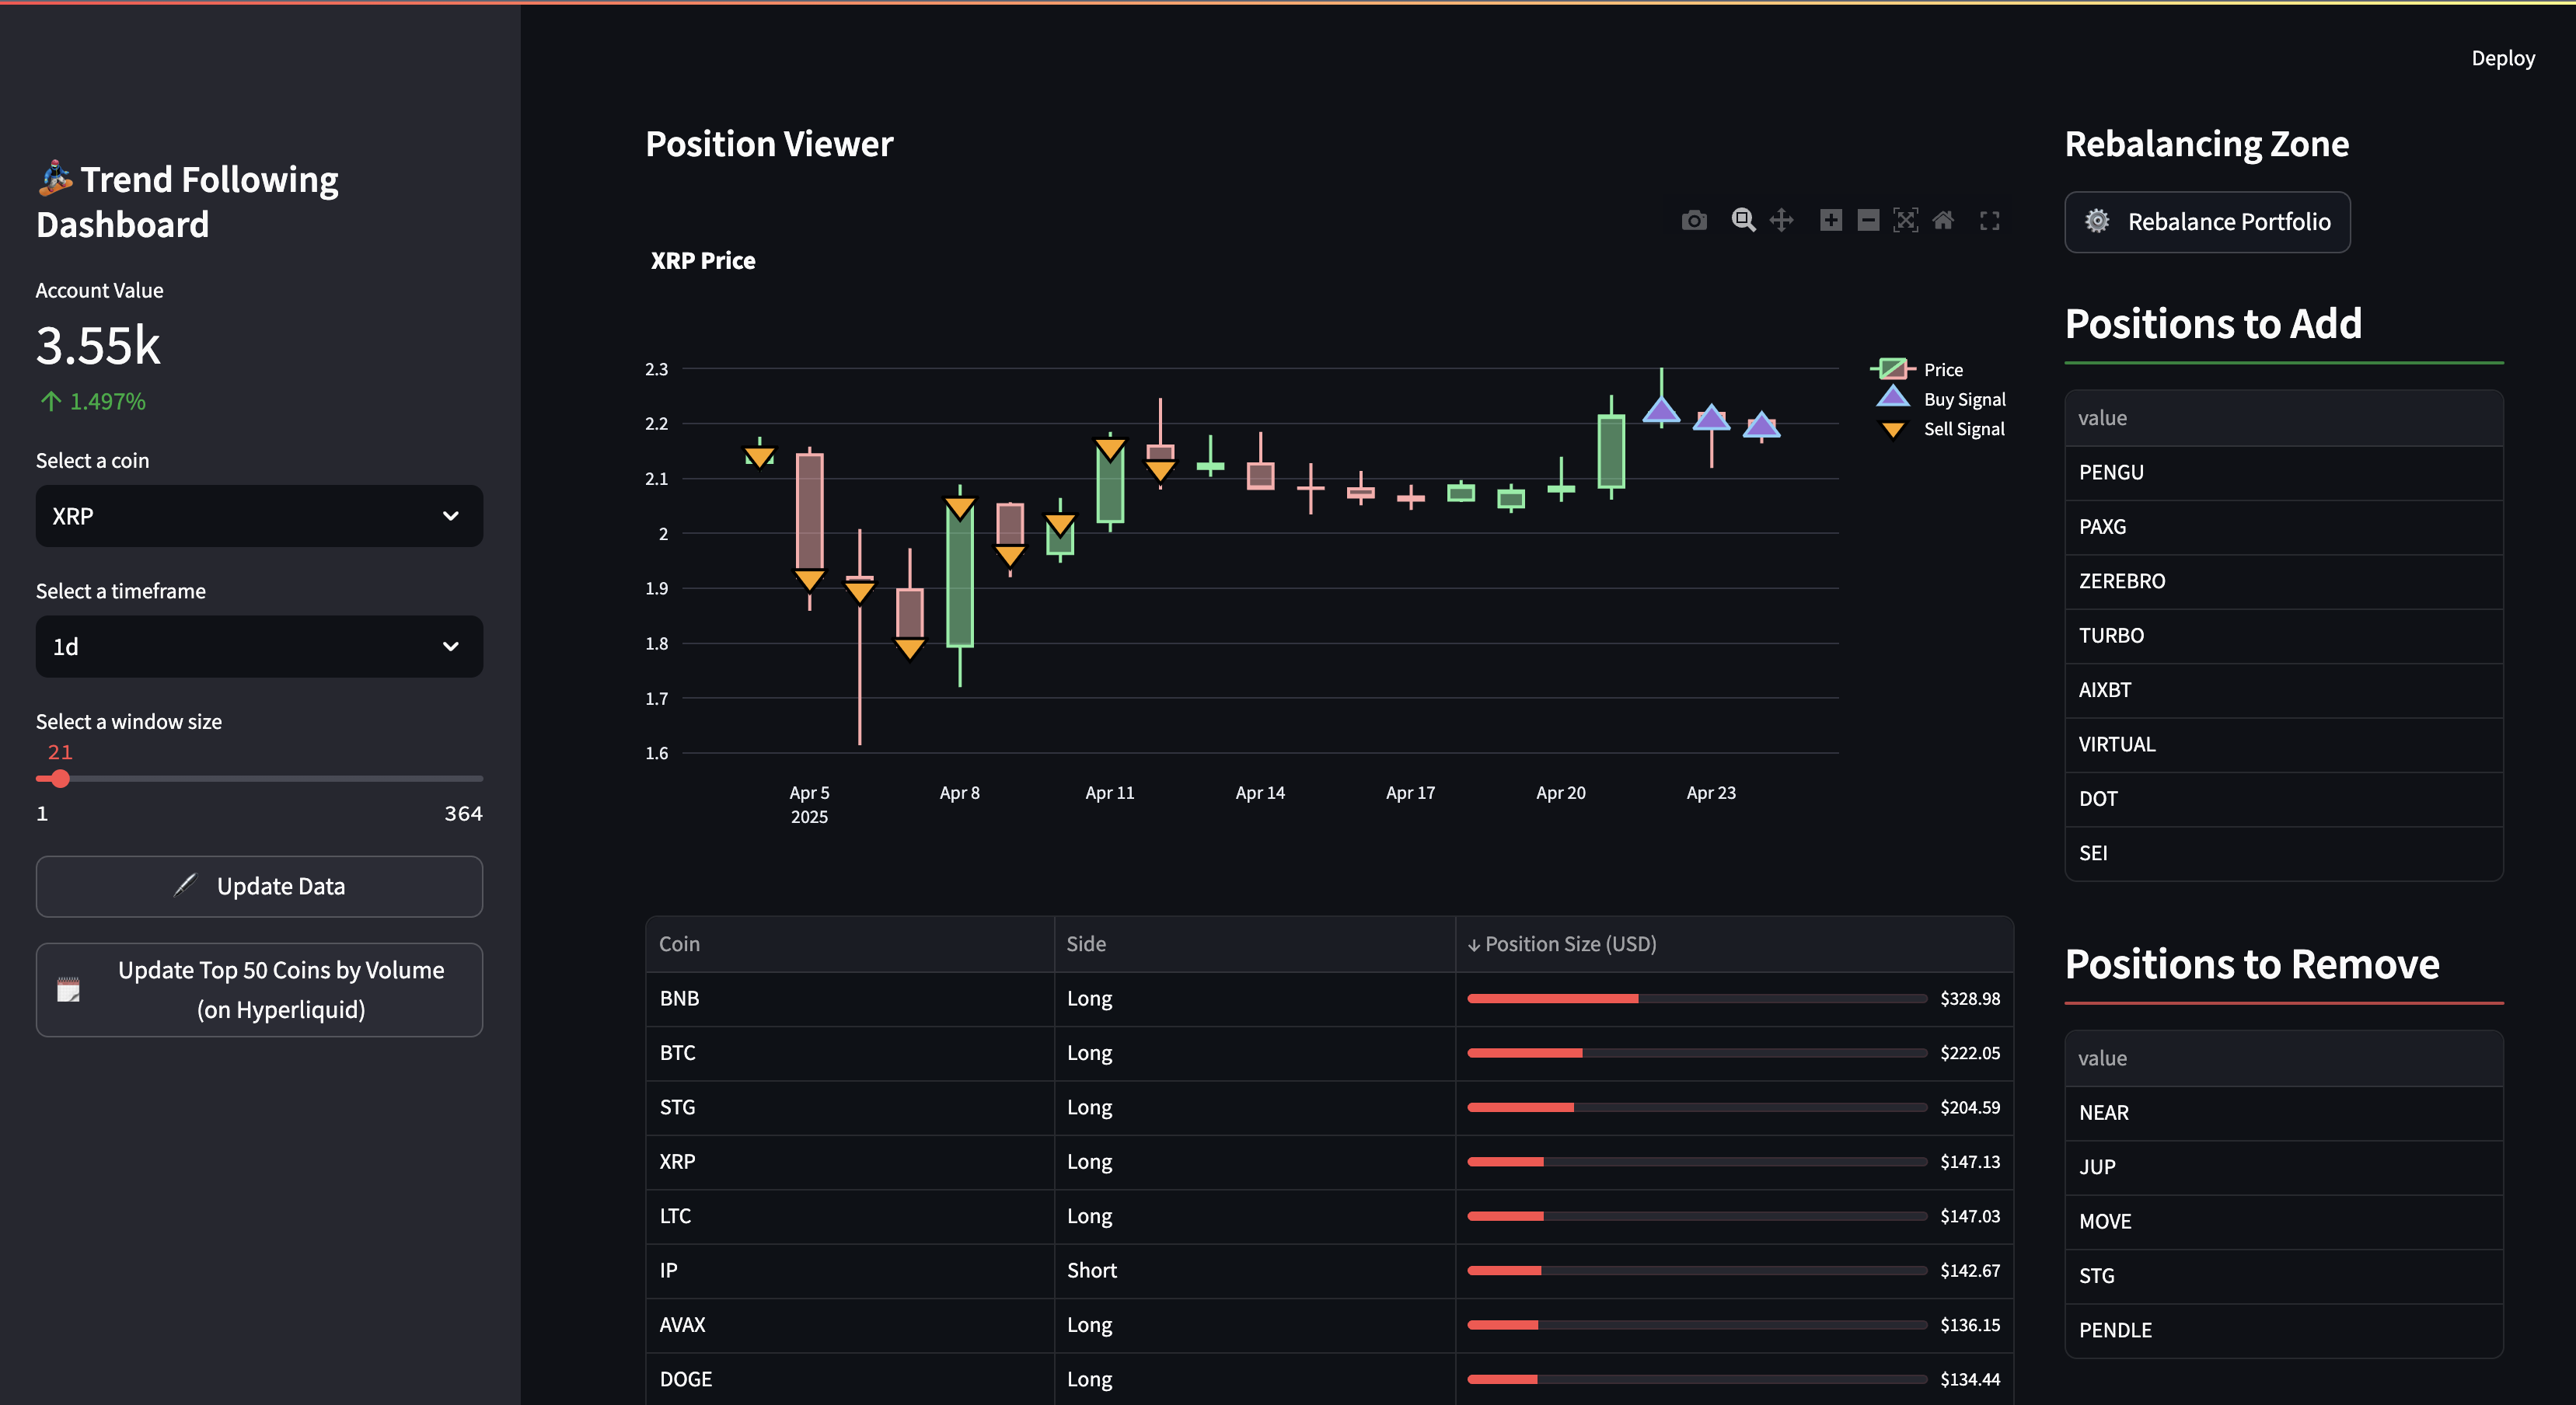 Deploy
🏂 Trend Following
Dashboard
Account Value
3.55k
↑ 1.497%
Select a coin
XRP
Select a timeframe
1d
Select a window size
21
1 364
Update Data
Update Top 50 Coins by Volume
(on Hyperliquid)
Position Viewer
XRP Price
2.3
2.2
2.1
2
1.9
1.8
1.7
1.6
Apr 5
2025
Apr 8
Apr 11
Apr 14
Apr 17
Apr 20
Apr 23
Price
Buy Signal
Sell Signal
Coin Side ↓ Position Size (USD)
BNB Long $328.98
BTC Long $222.05
STG Long $204.59
XRP Long $147.13
LTC Long $147.03
IP Short $142.67
AVAX Long $136.15
DOGE Long $134.44
Rebalancing Zone
Rebalance Portfolio
Positions to Add
value
PENGU
PAXG
ZEREBRO
TURBO
AIXBT
VIRTUAL
DOT
SEI
Positions to Remove
value
NEAR
JUP
MOVE
STG
PENDLE